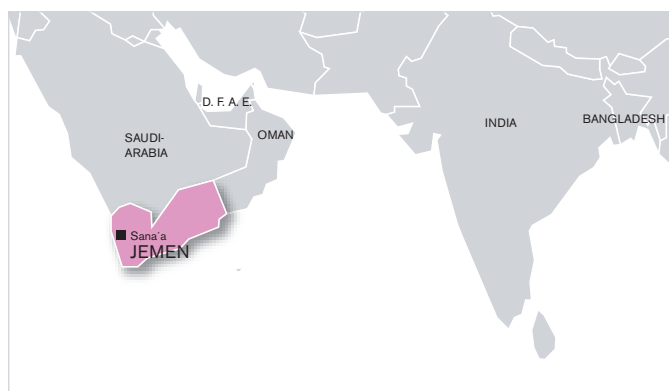 D. F. A. E.
SAUDI-
ARABIA
OMAN
INDIA
BANGLADESH
Sana´a
JEMEN